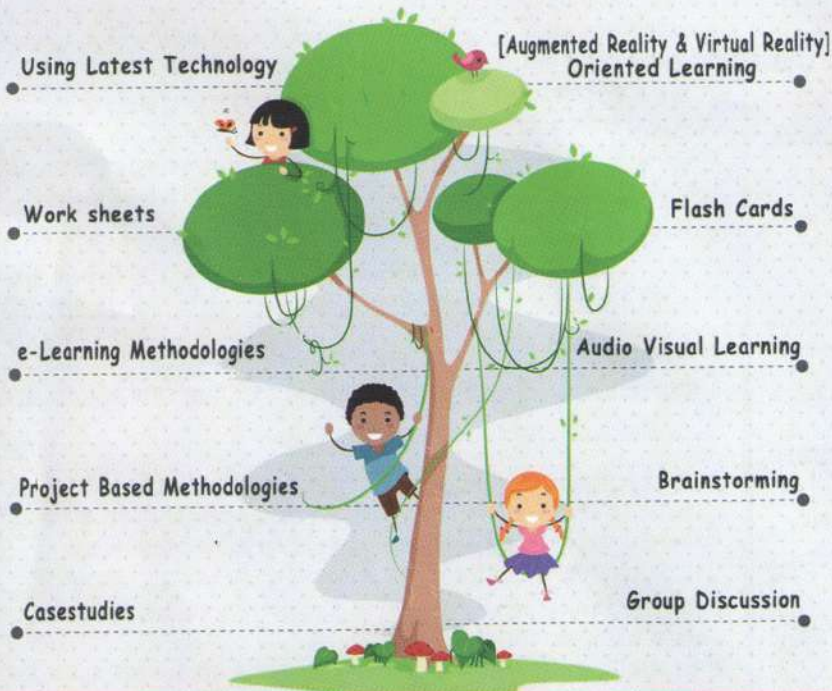 Using Latest Technology
[Augmented Reality & Virtual Reality]
Oriented Learning
Work sheets
Flash Cards
e-Learning Methodologies
Audio Visual Learning
Project Based Methodologies
Brainstorming
Casestudies
Group Discussion